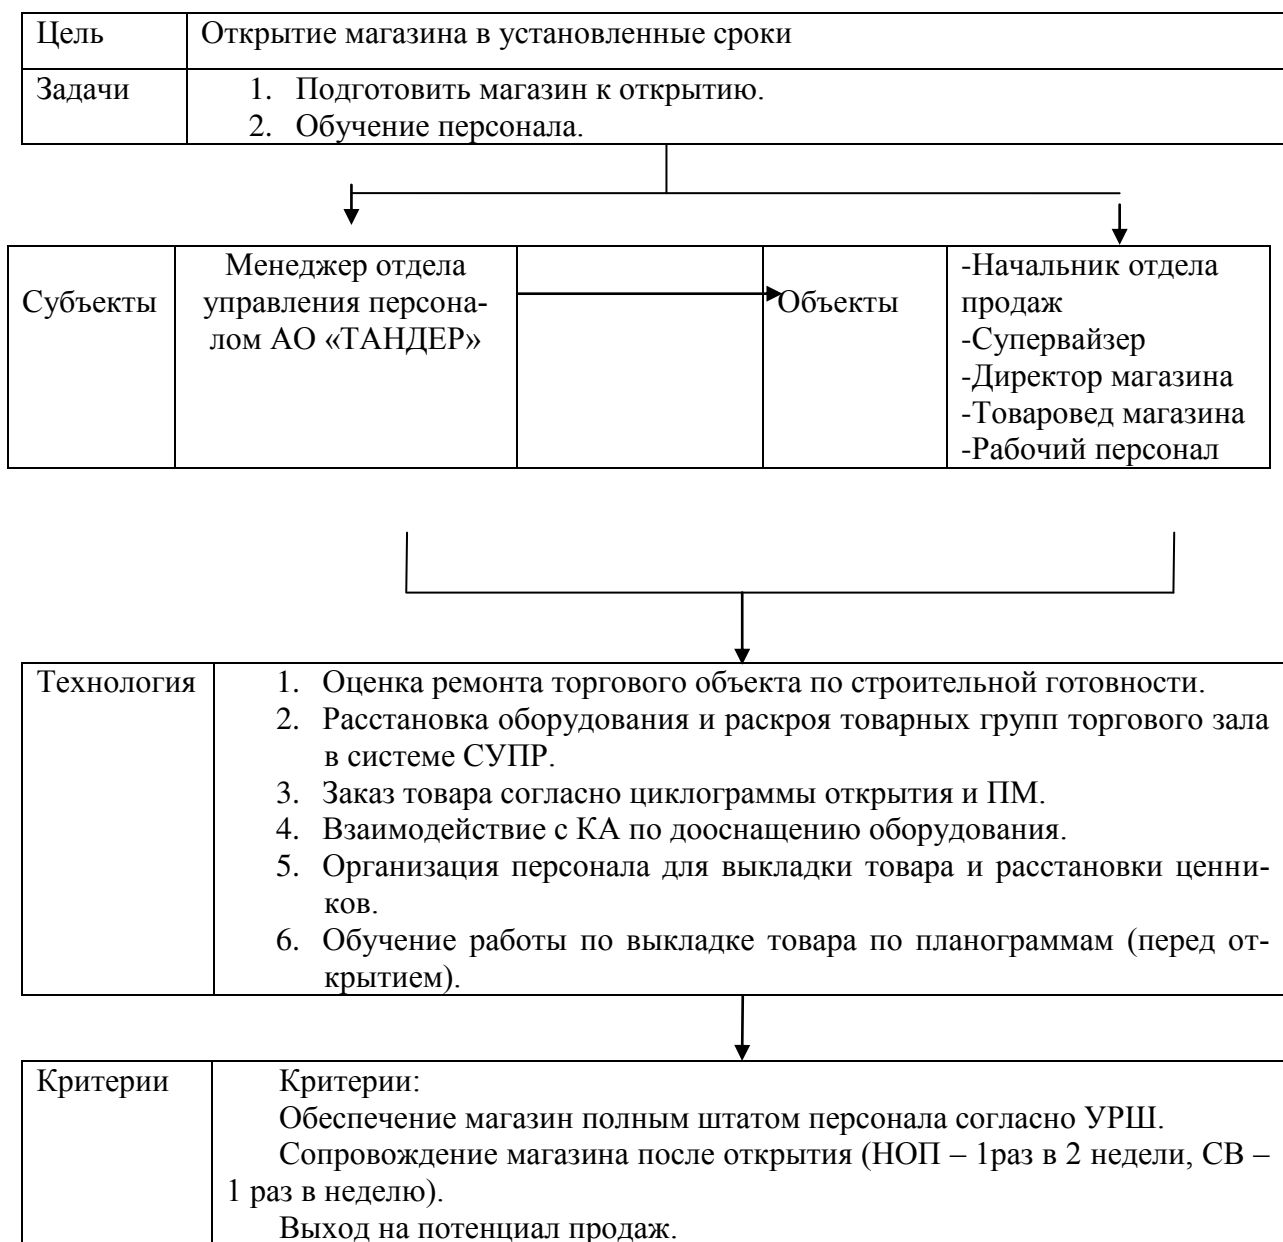 Цель Открытие магазина в установленные сроки
Задачи 1. Подготовить магазин к открытию.
2. Обучение персонала.
Субъекты
Менеджер отдела
управления персона-
лом АО «ТАНДЕР»
Объекты
-Начальник отдела
продаж
-Супервайзер
-Директор магазина
-Товаровед магазина
-Рабочий персонал
Технология 1. Оценка ремонта торгового объекта по строительной готовности.
2. Расстановка оборудования и раскроя товарных групп торгового зала
в системе СУПР.
3. Заказ товара согласно циклограммы открытия и ПМ.
4. Взаимодействие с КА по дооснащению оборудования.
5. Организация персонала для выкладки товара и расстановки ценни-
ков.
6. Обучение работы по выкладке товара по планограммам (перед от-
крытием).
Критерии Критерии:
Обеспечение магазин полным штатом персонала согласно УРШ.
Сопровождение магазина после открытия (НОП – 1раз в 2 недели, СВ –
1 раз в неделю).
Выход на потенциал продаж.